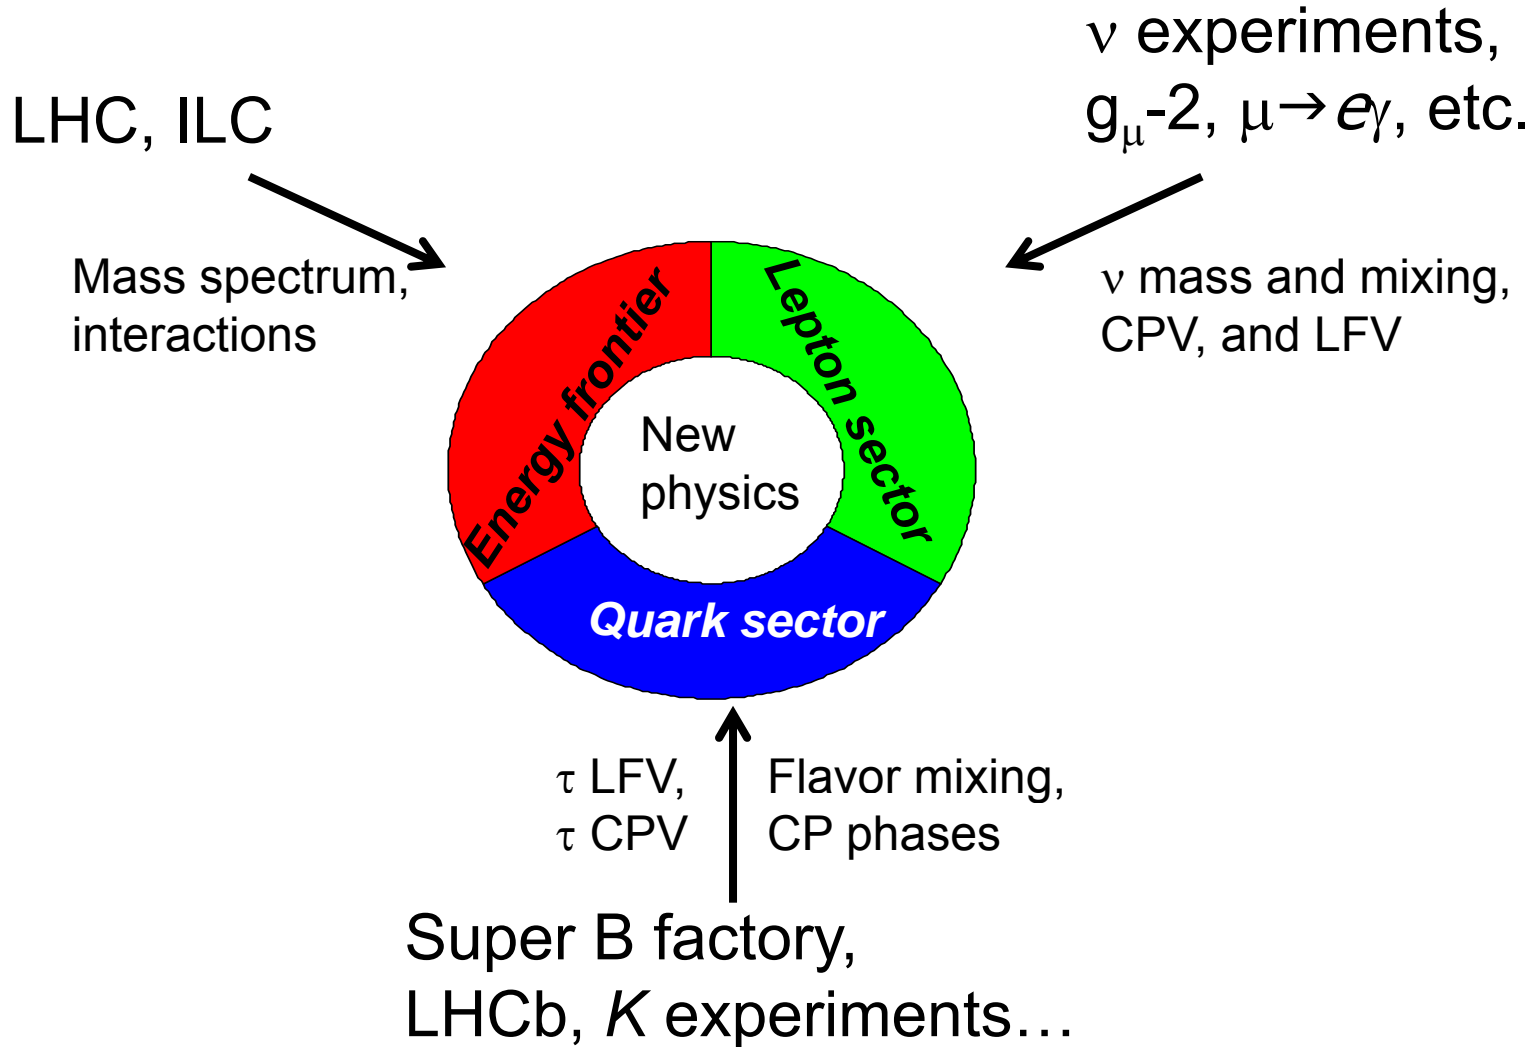 LHC, ILC
ν experiments,
gμ-2, μ→eγ, etc.
Mass spectrum,
interactions
ν mass and mixing,
CPV, and LFV
Energy frontier
Lepton sector
New
physics
Quark sector
τ LFV,
τ CPV
Flavor mixing,
CP phases
Super B factory,
LHCb, K experiments…